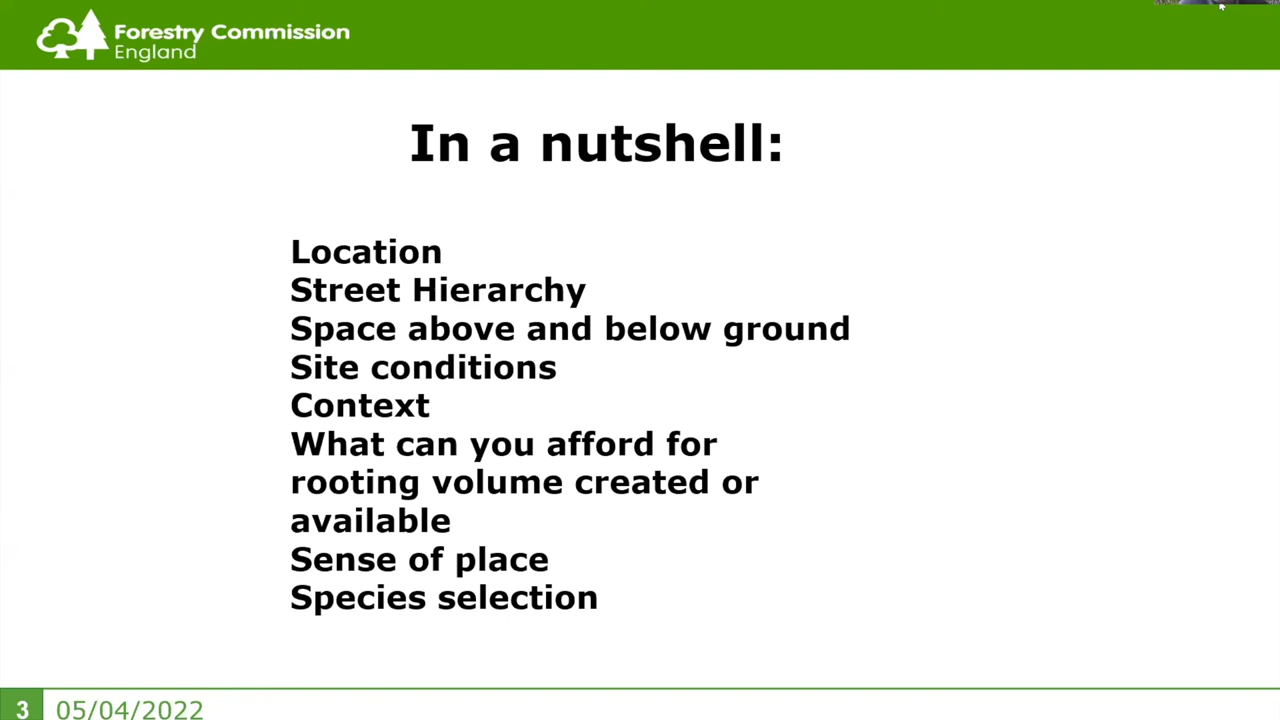 Forestry Commission
England
In a nutshell:
Location
Street Hierarchy
Space above and below ground
Site conditions
Context
What can you afford for
rooting volume created or
available
Sense of place
Species selection
3 05/04/2022